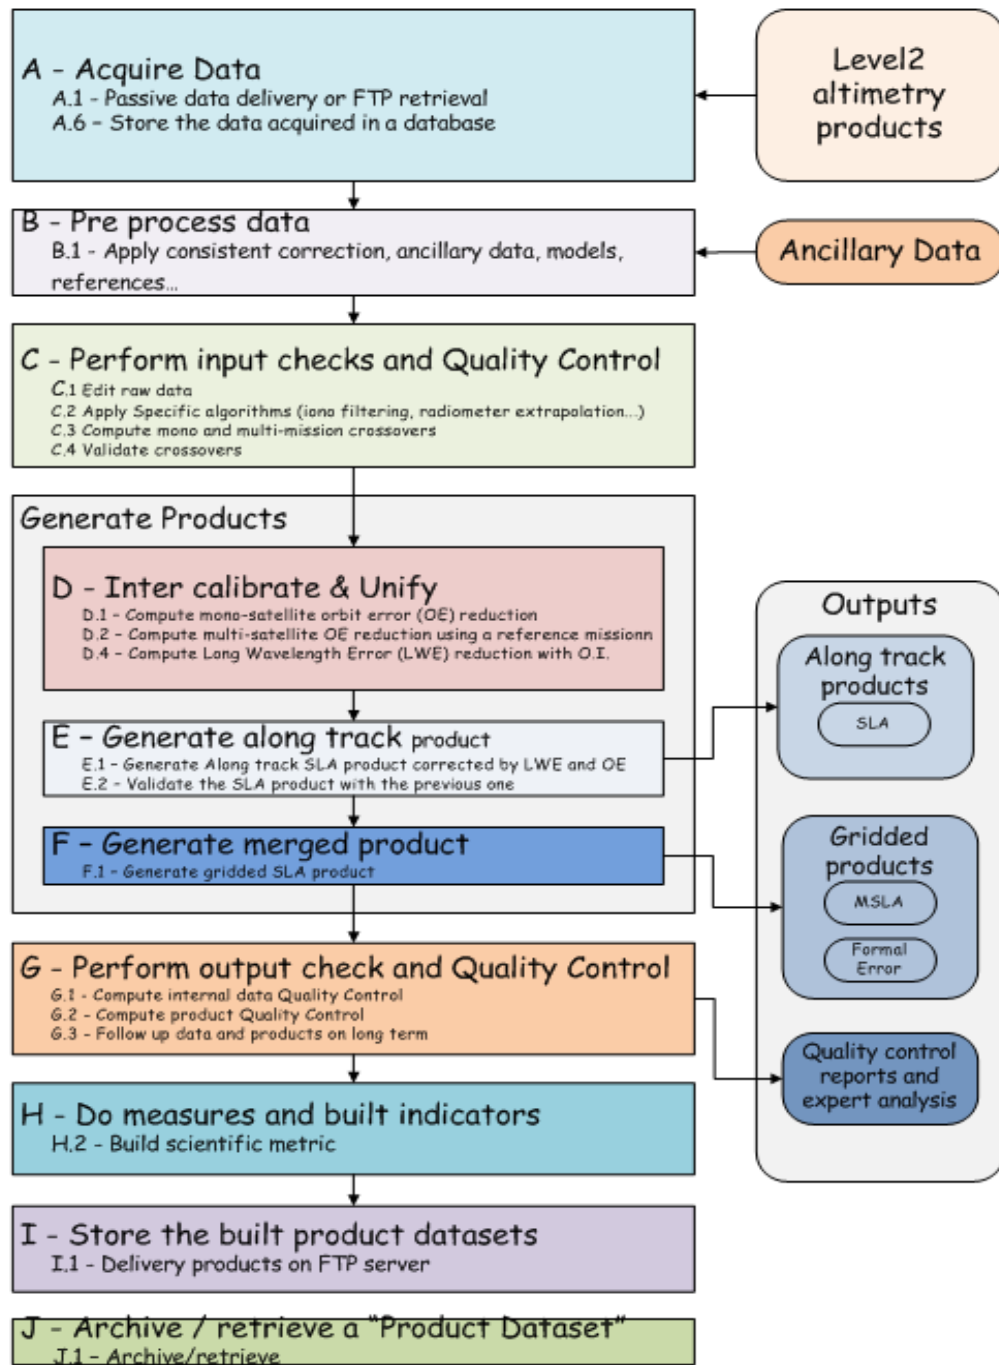 A - Acquire Data
A.1 - Passive data delivery or FTP retrieval
A.6 - Store the data acquired in a database
Level2
altimetry
products
B - Pre process data
B.1 - Apply consistent correction, ancillary data, models,
references...
Ancillary Data
C - Perform input checks and Quality Control
C.1 Edit raw data
C.2 Apply Specific algorithms (iono filtering, radiometer extrapolation...)
C.3 Compute mono and multi-mission crossovers
C.4 Validate crossovers
Generate Products
D - Inter calibrate & Unify
D.1 - Compute mono-satellite orbit error (OE) reduction
D.2 - Compute multi-satellite OE reduction using a reference missionn
D.4 - Compute Long Wavelength Error (LWE) reduction with O.I.
E - Generate along track product
E.1 - Generate Along track SLA product corrected by LWE and OE
E.2 - Validate the SLA product with the previous one
F - Generate merged product
F.1 - Generate gridded SLA product
Outputs
Along track
products
SLA
Gridded
products
MSLA
Formal
Error
Quality control
reports and
expert analysis
G - Perform output check and Quality Control
G.1 - Compute internal data Quality Control
G.2 - Compute product Quality Control
G.3 - Follow up data and products on long term
H - Do measures and built indicators
H.2 - Build scientific metric
I - Store the built product datasets
I.1 - Delivery products on FTP server
J - Archive / retrieve a "Product Dataset"
J.1 - Archive/retrieve